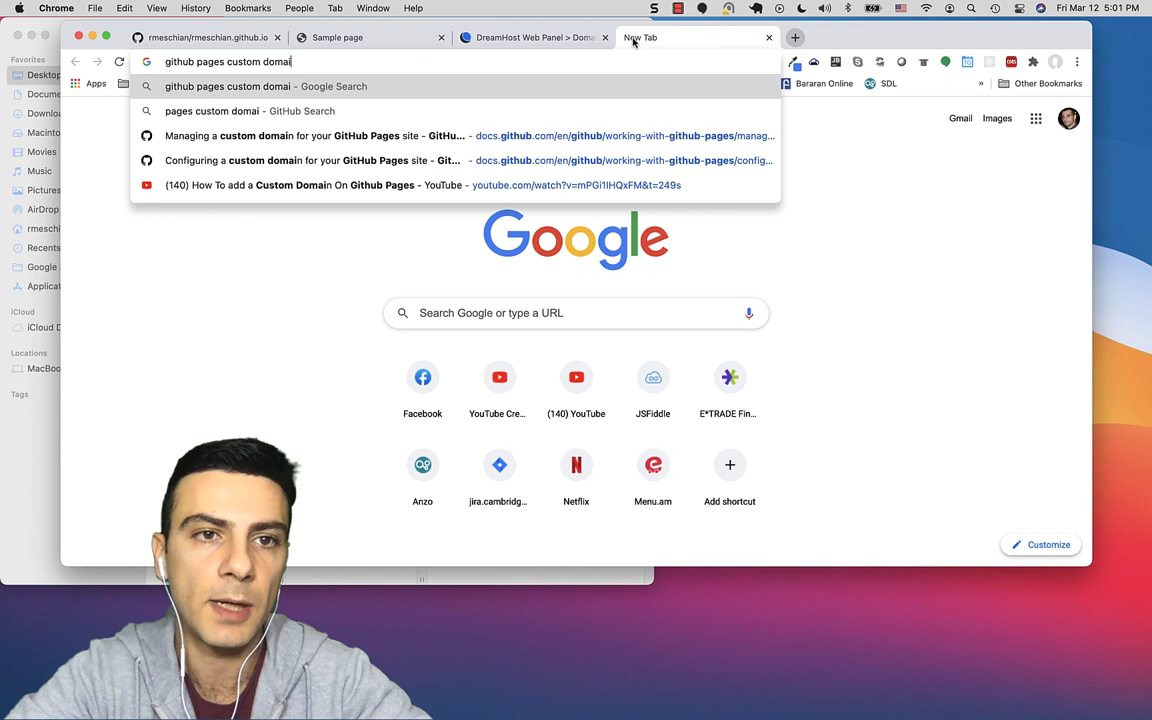 Chrome File Edit View History Bookmarks People Tab Window Help Fri Mar 12 5:01 PM
rmeschian/rmeschian.github.io Sample page DreamHost Web Panel > Doma New Tab
github pages custom domai
github pages custom domai - Google Search
pages custom domai - GitHub Search
Managing a custom domain for your GitHub Pages site - GitHu... - docs.github.com/en/github/working-with-github-pages/manag...
Configuring a custom domain for your GitHub Pages site - Git... - docs.github.com/en/github/working-with-github-pages/config...
(140) How To add a Custom Domain On Github Pages - YouTube - youtube.com/watch?v=mPGi1IHQxFM&t=249s
Apps Bararan Online SDL » Other Bookmarks
Gmail Images
Favorites
Desktop
Docume
Downlo
Macinto
Movies
Music
Pictures
AirDrop
rmeschi
Recents
Google
Applica
iCloud
iCloud D
Locations
MacBoo
Tags
Google
Search Google or type a URL
Facebook YouTube Cre... (140) YouTube JSFiddle E*TRADE Fin...
Anzo jira.cambridg... Netflix Menu.am Add shortcut
Customize